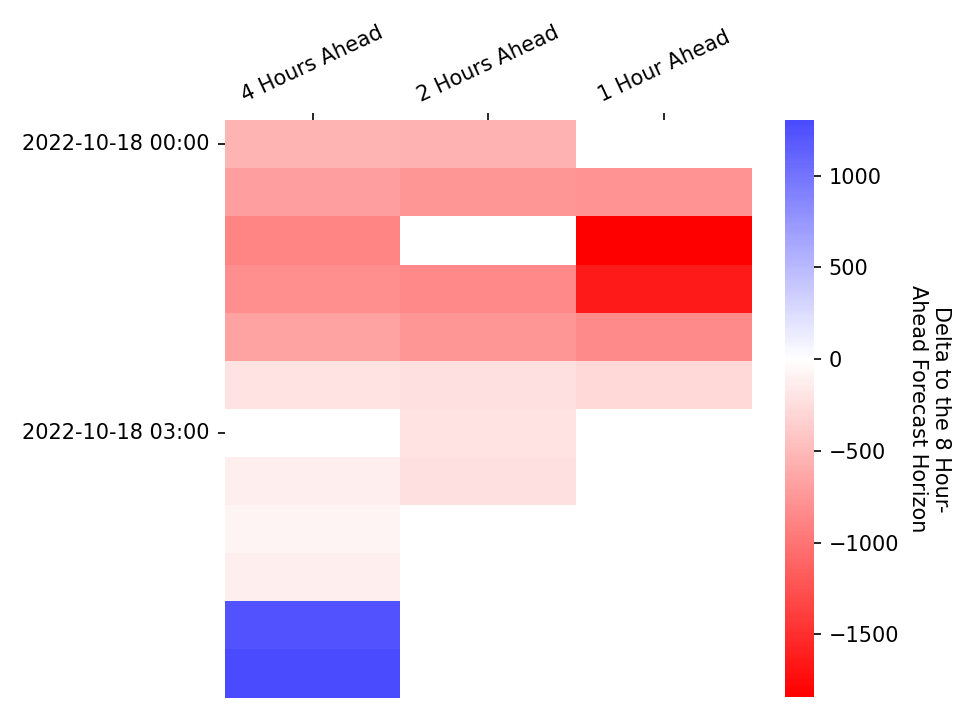 4 Hours Ahead
2 Hours Ahead
1 Hour Ahead
2022-10-18 00:00
2022-10-18 03:00
1000
500
0
−500
−1000
−1500
Delta to the 8 Hour-
Ahead Forecast Horizon